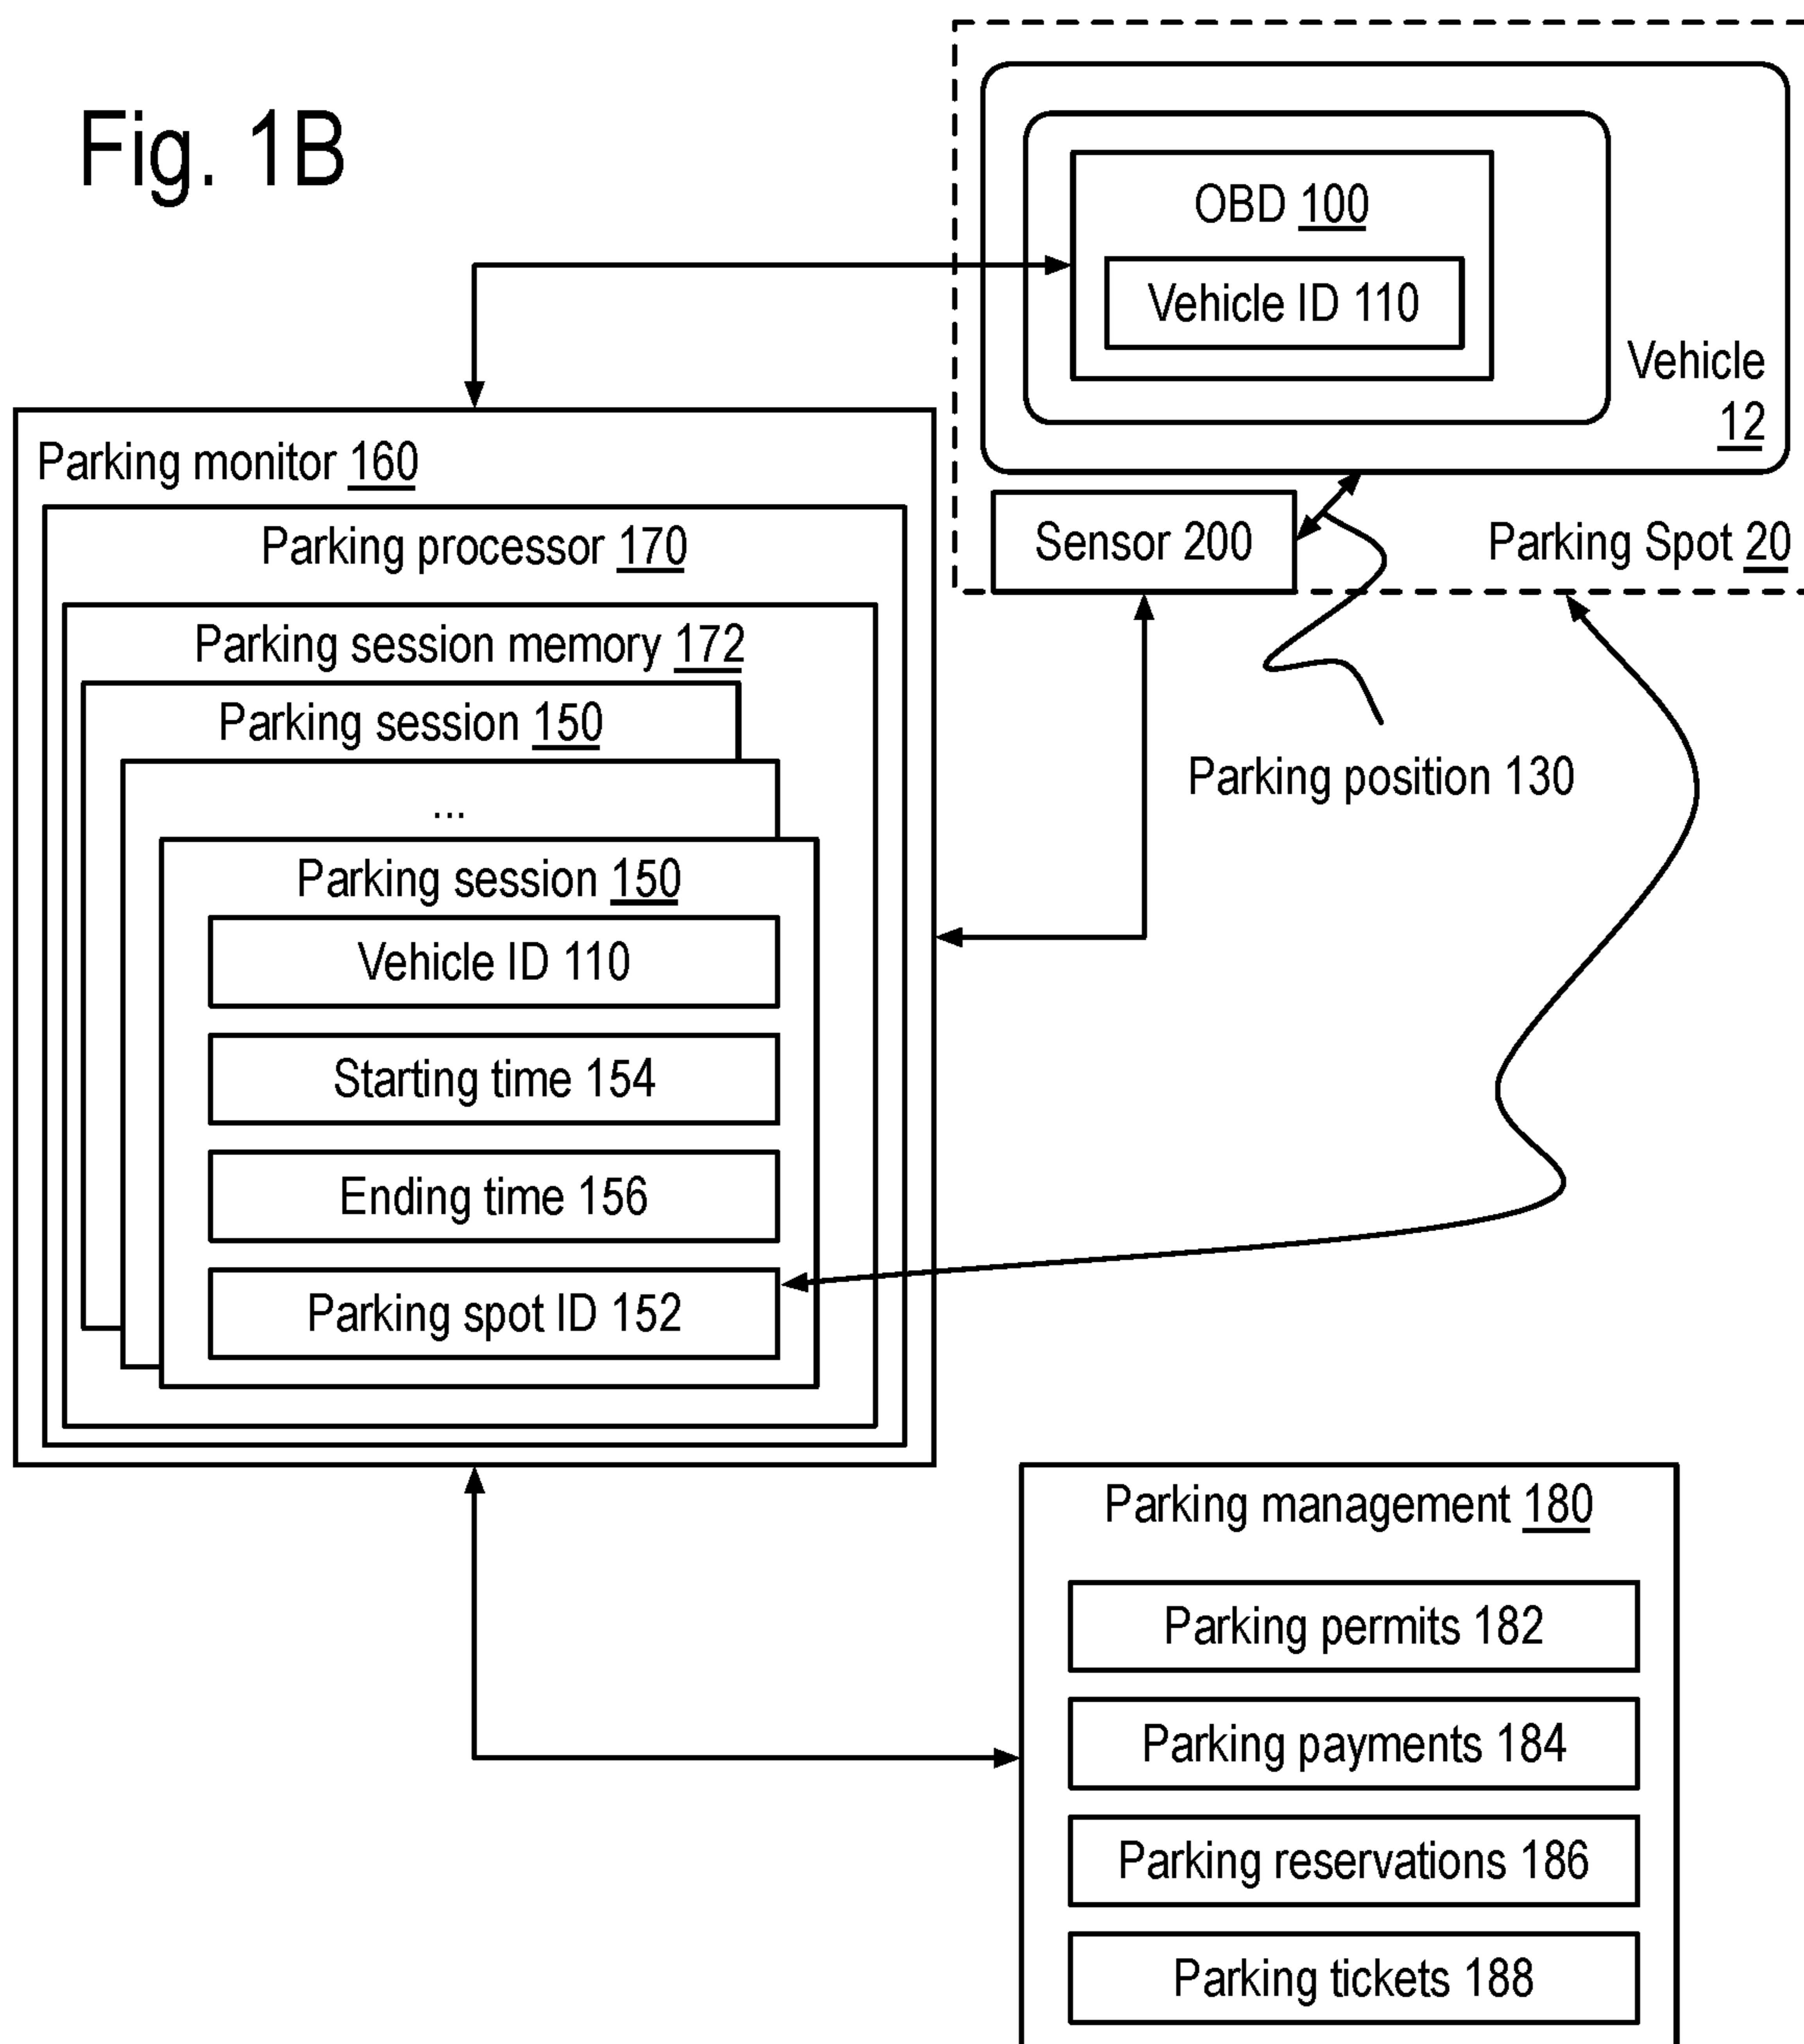 Fig. 1B
OBD 100
Vehicle ID 110
Vehicle
12
Sensor 200
Parking Spot 20
Parking position 130
Parking monitor 160
Parking processor 170
Parking session memory 172
Parking session 150
...
Parking session 150
Vehicle ID 110
Starting time 154
Ending time 156
Parking spot ID 152
Parking management 180
Parking permits 182
Parking payments 184
Parking reservations 186
Parking tickets 188